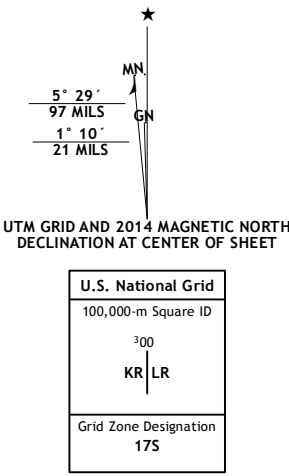 MN
5° 29´
97 MILS
GN
1° 10´
21 MILS
UTM GRID AND 2014 MAGNETIC NORTH
DECLINATION AT CENTER OF SHEET
U.S. National Grid
100,000-m Square ID
³00
KR LR
Grid Zone Designation
17S